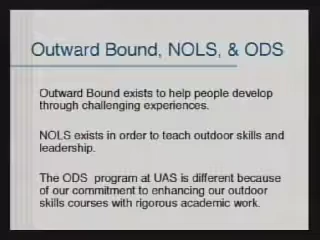 Outward Bound, NOLS, & ODS
Outward Bound exists to help people develop
through challenging experiences.
NOLS exists in order to teach outdoor skills and
leadership.
The ODS program at UAS is different because
of our commitment to enhancing our outdoor
skills courses with rigorous academic work.